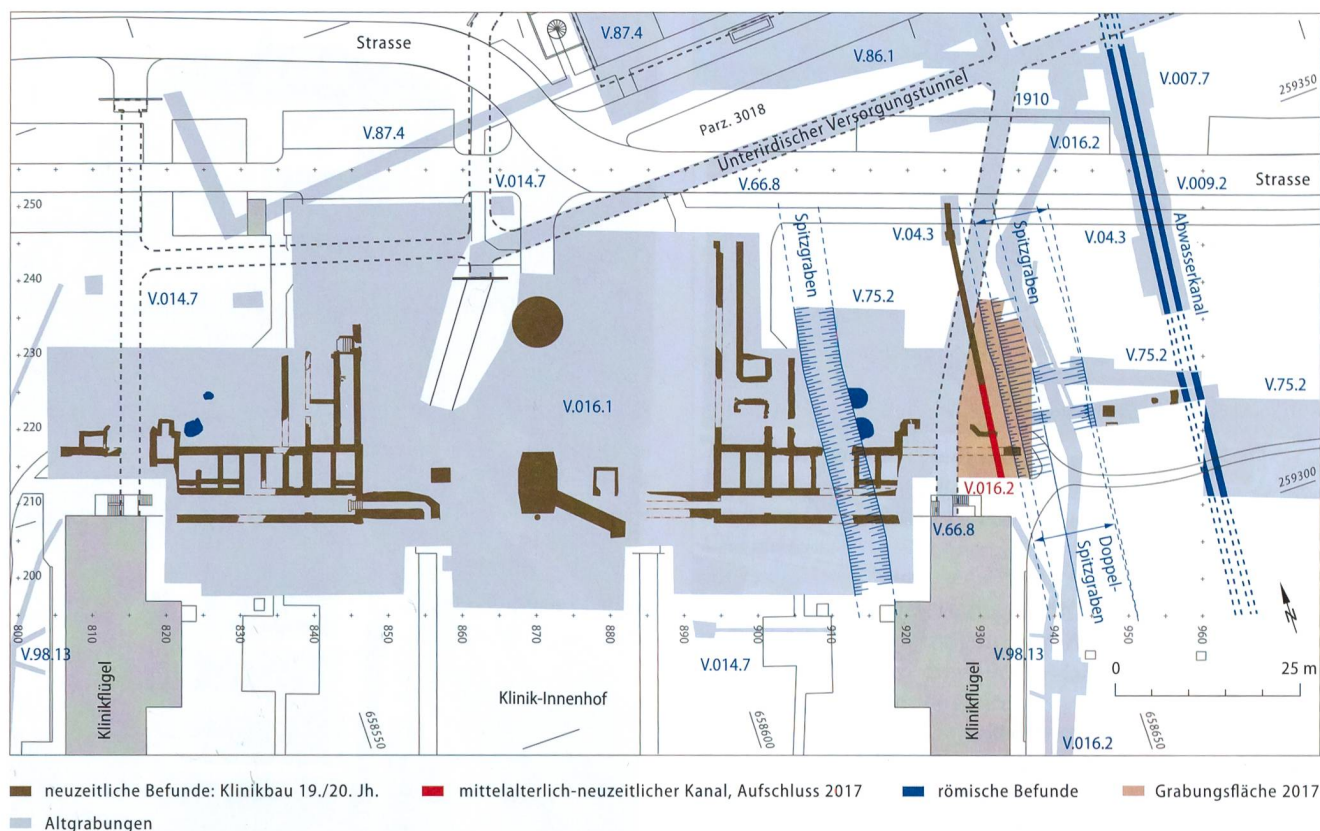 V.87.4
Strasse
V.86.1
V.007.7
259350
1910
Parz. 3018
Unterirdischer Versorgungstunnel
V.87.4
V.016.2
V.014.7
V.66.8
V.009.2
Strasse
250
Spitzgraben
V.04.3
Spitzgraben
V.04.3
Abwasserkanal
240
V.014.7
V.75.2
230
V.75.2
V.75.2
V.016.1
220
259300
210
V.016.2
V.66.8
Doppel-
Spitzgraben
200
N
800
810
820
830
840
850
860
870
880
890
900
910
920
930
940
950
960
V.98.13
V.014.7
V.98.13
0
25 m
Klinikflügel
Klinik-Innenhof
Klinikflügel
658550
658600
658650
V.016.2
neuzeitliche Befunde: Klinikbau 19./20. Jh.
mittelalterlich-neuzeitlicher Kanal, Aufschluss 2017
römische Befunde
Grabungsfläche 2017
Altgrabungen